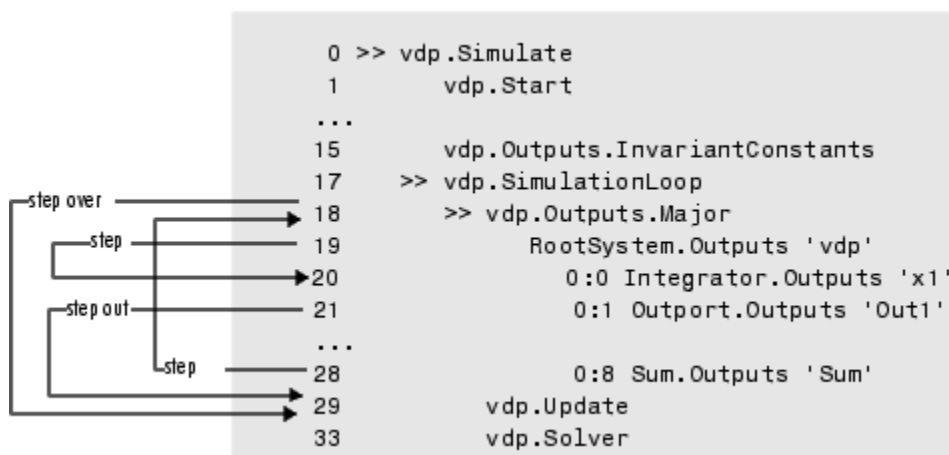 0 >> vdp.Simulate
1 vdp.Start
...
15 vdp.Outputs.InvariantConstants
17 >> vdp.SimulationLoop
step over
18 >> vdp.Outputs.Major
step
19 RootSystem.Outputs 'vdp'
20 0:0 Integrator.Outputs 'x1'
step out
21 0:1 Outport.Outputs 'Out1'
...
step
28 0:8 Sum.Outputs 'Sum'
29 vdp.Update
33 vdp.Solver